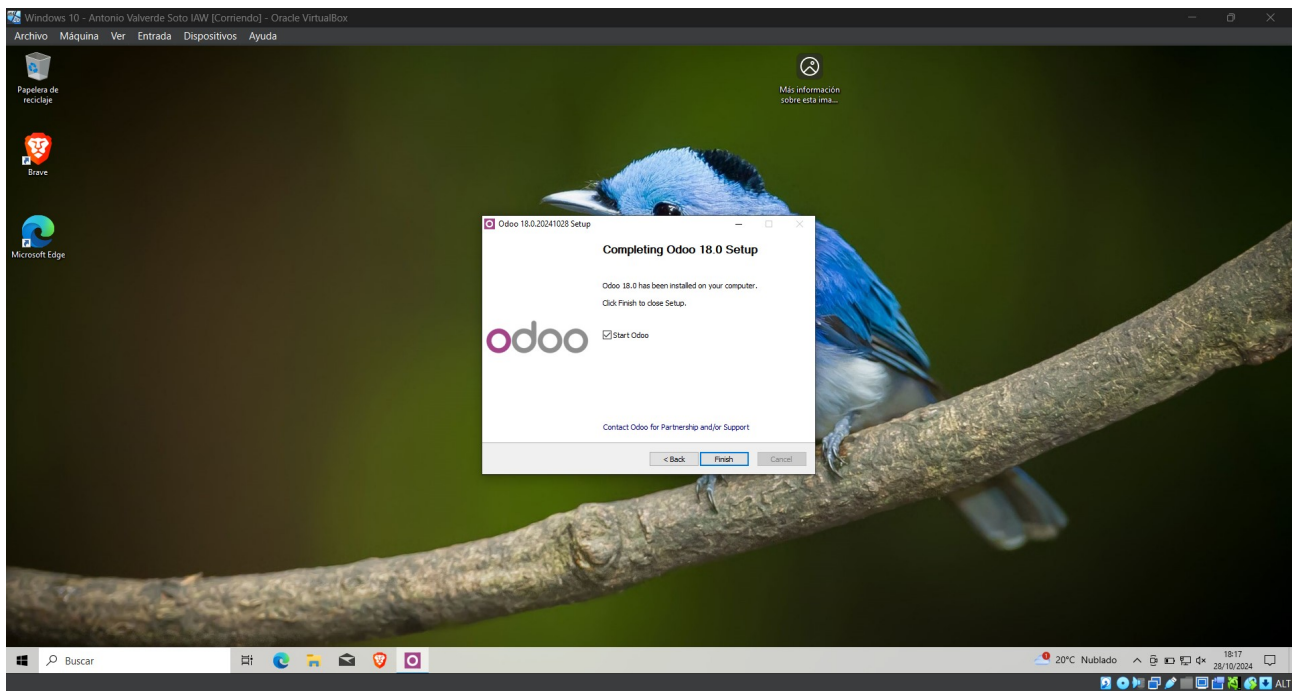 Windows 10 - Antonio Valverde Soto IAW [Corriendo] - Oracle VirtualBox
Archivo Máquina Ver Entrada Dispositivos Ayuda
Papelera de
reciclaje
Más información
sobre esta ima...
Brave
Microsoft Edge
Odoo 18.0.20241028 Setup
Completing Odoo 18.0 Setup
Odoo 18.0 has been installed on your computer.
Click Finish to close Setup.
odoo
Start Odoo
Contact Odoo for Partnership and/or Support
< Back Finish Cancel
Buscar
20°C Nublado
18:17
28/10/2024
ALT